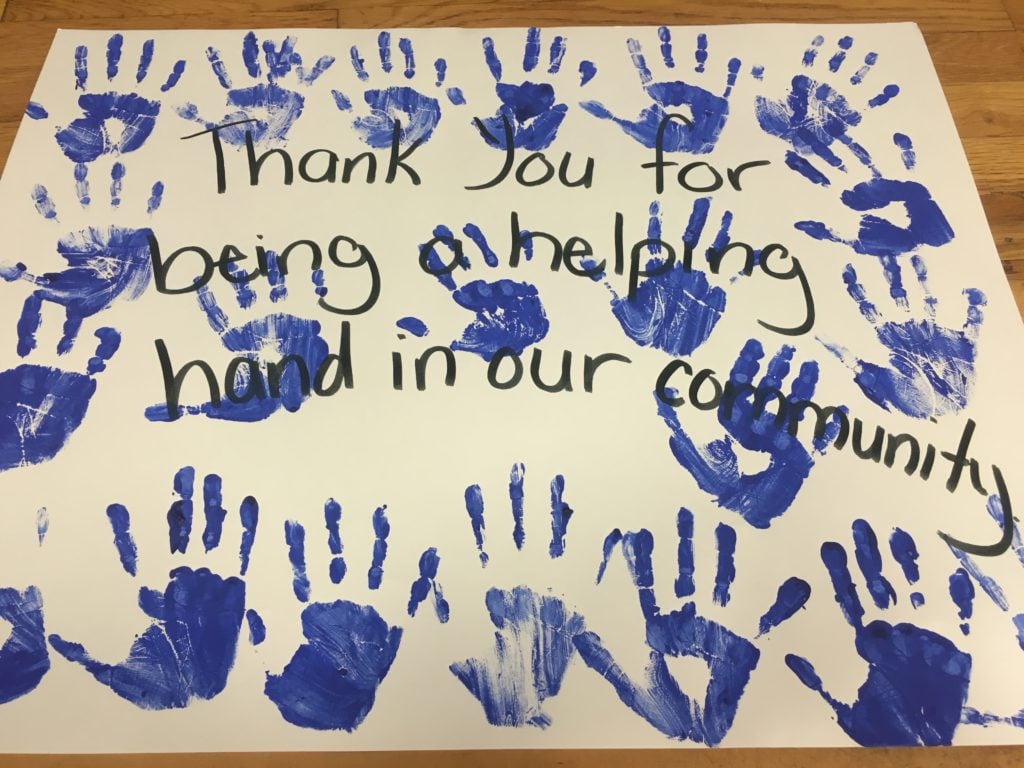 Thank You for
being a helping
hand in our community